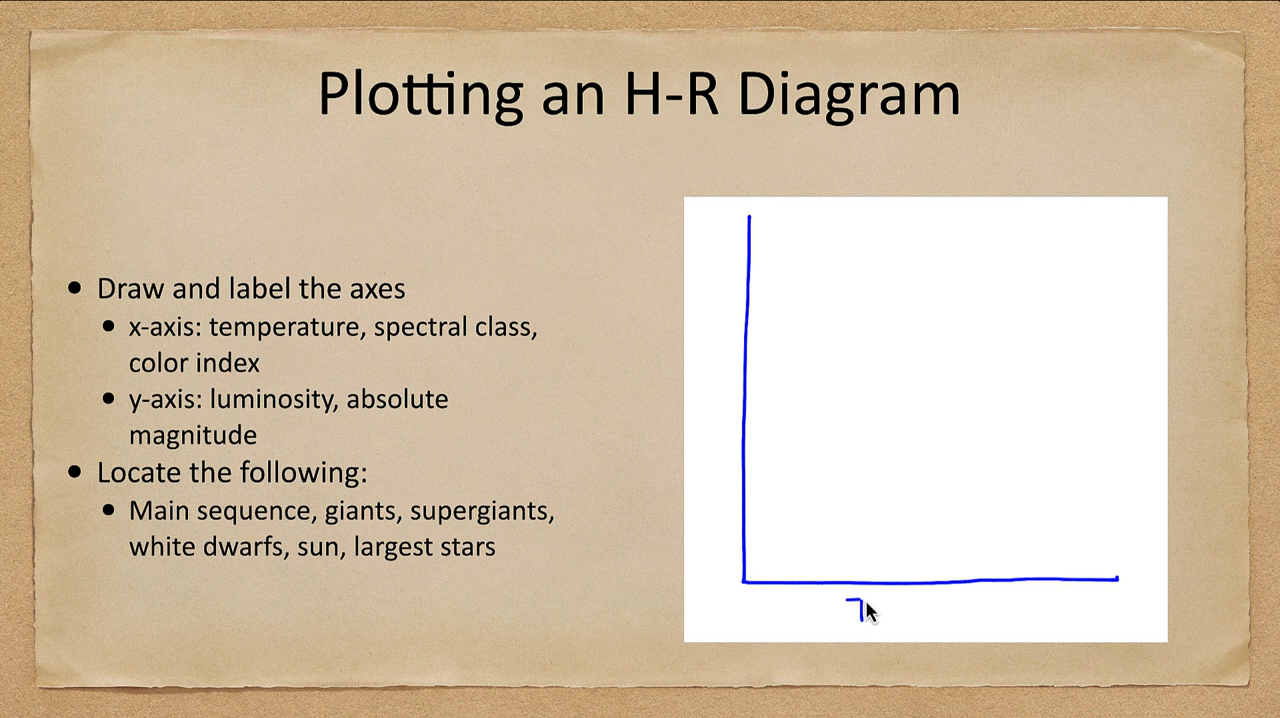 Plotting an H-R Diagram
• Draw and label the axes
• x-axis: temperature, spectral class,
color index
• y-axis: luminosity, absolute
magnitude
• Locate the following:
• Main sequence, giants, supergiants,
white dwarfs, sun, largest stars